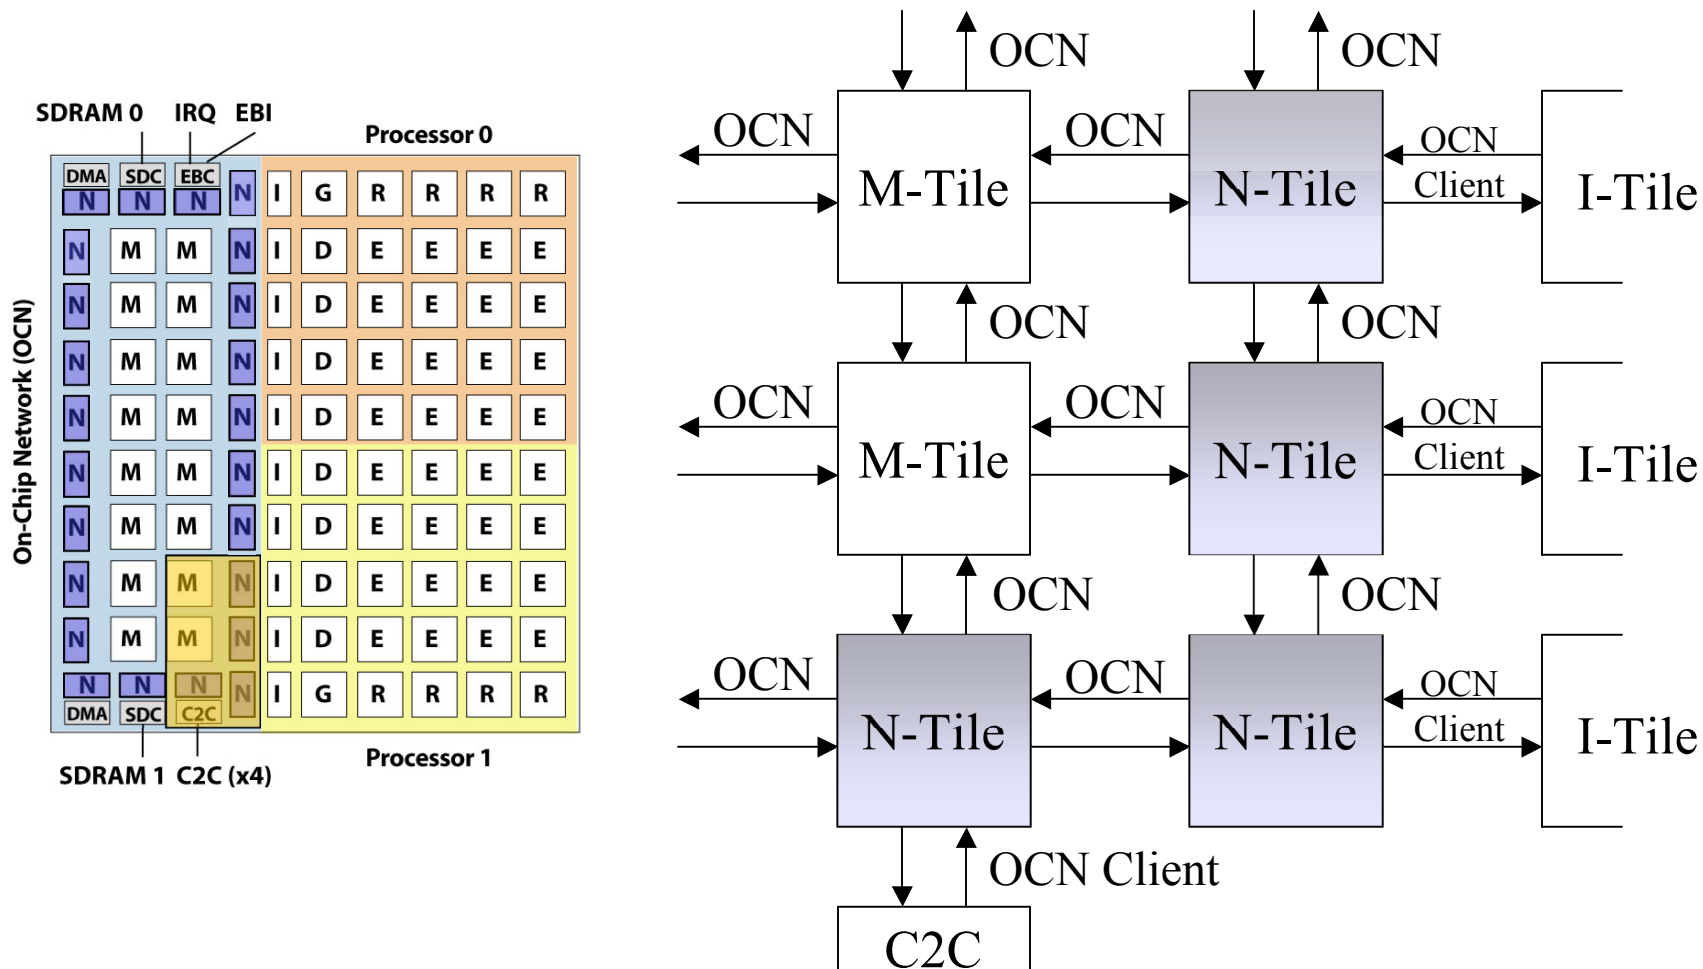 SDRAM 0 IRQ EBI
Processor 0
DMA SDC EBC
N N N N I G R R R R
N M M N I D E E E E
N M M N I D E E E E
N M M N I D E E E E
N M M N I D E E E E
N M M N I D E E E E
N M M N I D E E E E
N M M N I D E E E E
N M M N I D E E E E
N N N N I G R R R R
DMA SDC C2C
Processor 1
SDRAM 1 C2C (x4)
On-Chip Network (OCN)
OCN OCN
OCN OCN OCN
M-Tile N-Tile Client I-Tile
OCN OCN
OCN OCN OCN
M-Tile N-Tile Client I-Tile
OCN OCN
OCN OCN OCN
N-Tile N-Tile Client I-Tile
OCN Client
C2C